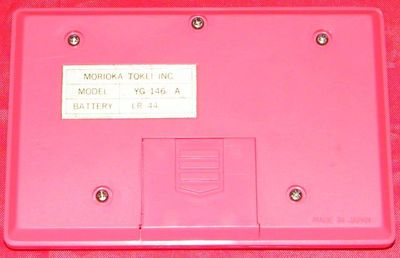 MORIOKA TOKEI INC.
MODEL YG 146 A
BATTERY LR 44
MADE IN JAPAN